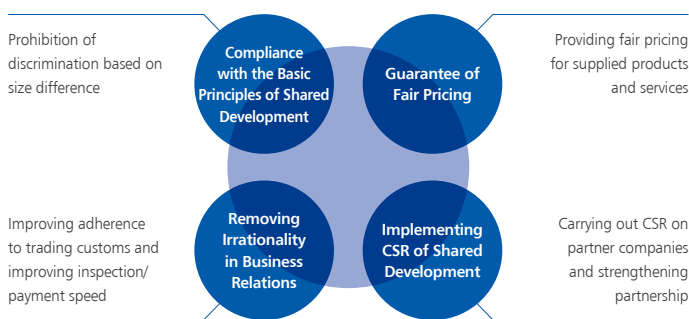 Prohibition of
discrimination based on
size difference
Compliance
with the Basic
Principles of Shared
Development
Guarantee of
Fair Pricing
Providing fair pricing
for supplied products
and services
Improving adherence
to trading customs and
improving inspection/
payment speed
Removing
Irrationality
in Business
Relations
Implementing
CSR of Shared
Development
Carrying out CSR on
partner companies
and strengthening
partnership